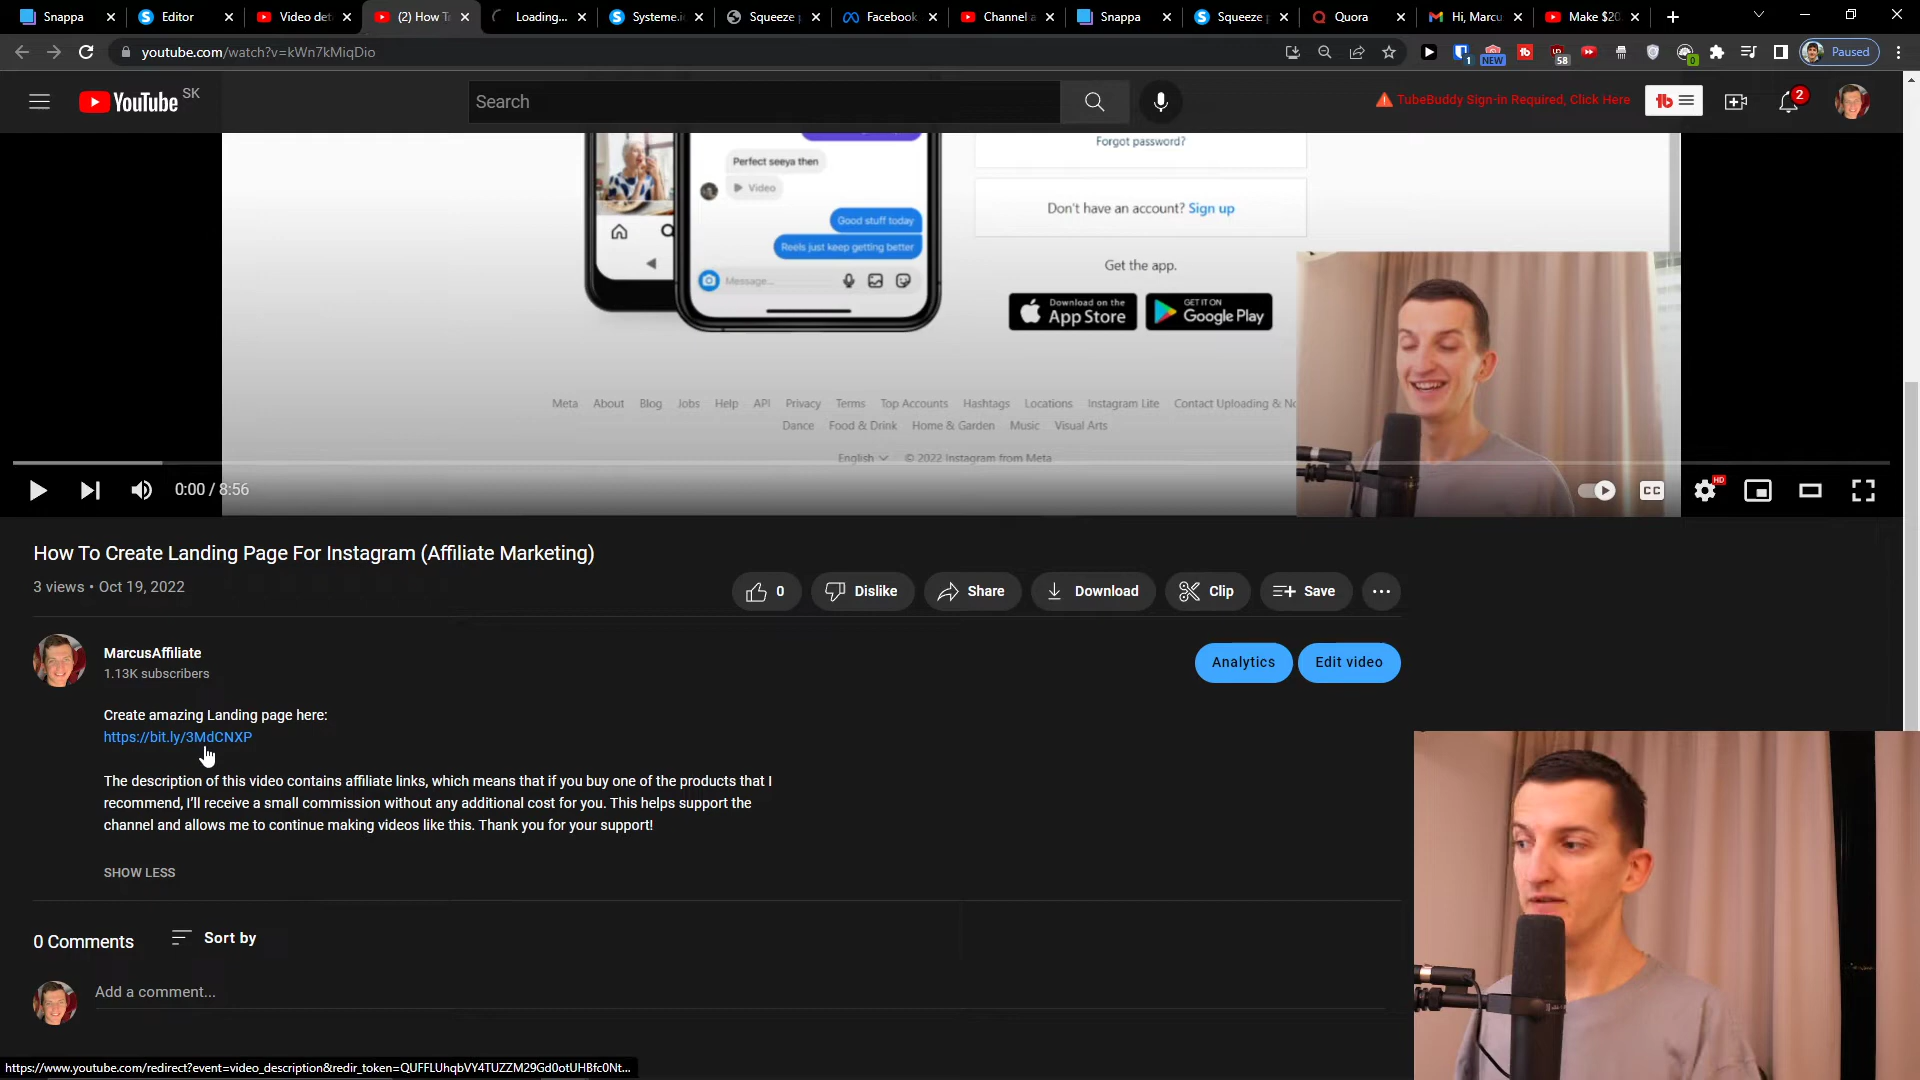 Snappa
Editor
Video det
(2) How T
Loading...
Systeme.i
Squeeze p
Facebook
Channel a
Snappa
Squeeze p
Quora
Hi, Marcu
Make $20
youtube.com/watch?v=kWn7kMiqDio
1
NEW
58
0
Paused
YouTube SK
Search
TubeBuddy Sign-in Required, Click Here
2
Forgot password?
Perfect seeya then
Video
Good stuff today
Reels just keep getting better
Message...
Don't have an account? Sign up
Get the app.
Download on the
App Store
GET IT ON
Google Play
Meta About Blog Jobs Help API Privacy Terms Top Accounts Hashtags Locations Instagram Lite Contact Uploading & No
Dance Food & Drink Home & Garden Music Visual Arts
English © 2022 Instagram from Meta
0:00 / 8:56
CC
HD
How To Create Landing Page For Instagram (Affiliate Marketing)
3 views • Oct 19, 2022
0
Dislike
Share
Download
Clip
Save
MarcusAffiliate
1.13K subscribers
Analytics
Edit video
Create amazing Landing page here:
https://bit.ly/3MdCNXP
The description of this video contains affiliate links, which means that if you buy one of the products that I
recommend, I'll receive a small commission without any additional cost for you. This helps support the
channel and allows me to continue making videos like this. Thank you for your support!
SHOW LESS
0 Comments
Sort by
Add a comment...
https://www.youtube.com/redirect?event=video_description&redir_token=QUFFLUhqbVY4TUZZM29Gd0otUHBfc0Nt...